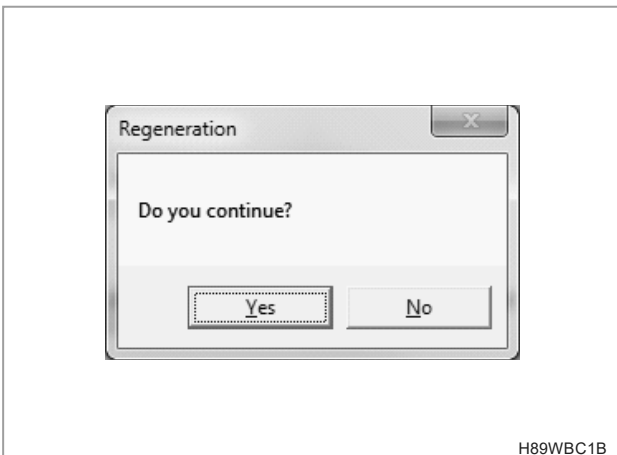 Regeneration
Do you continue?
Yes
No
H89WBC1B